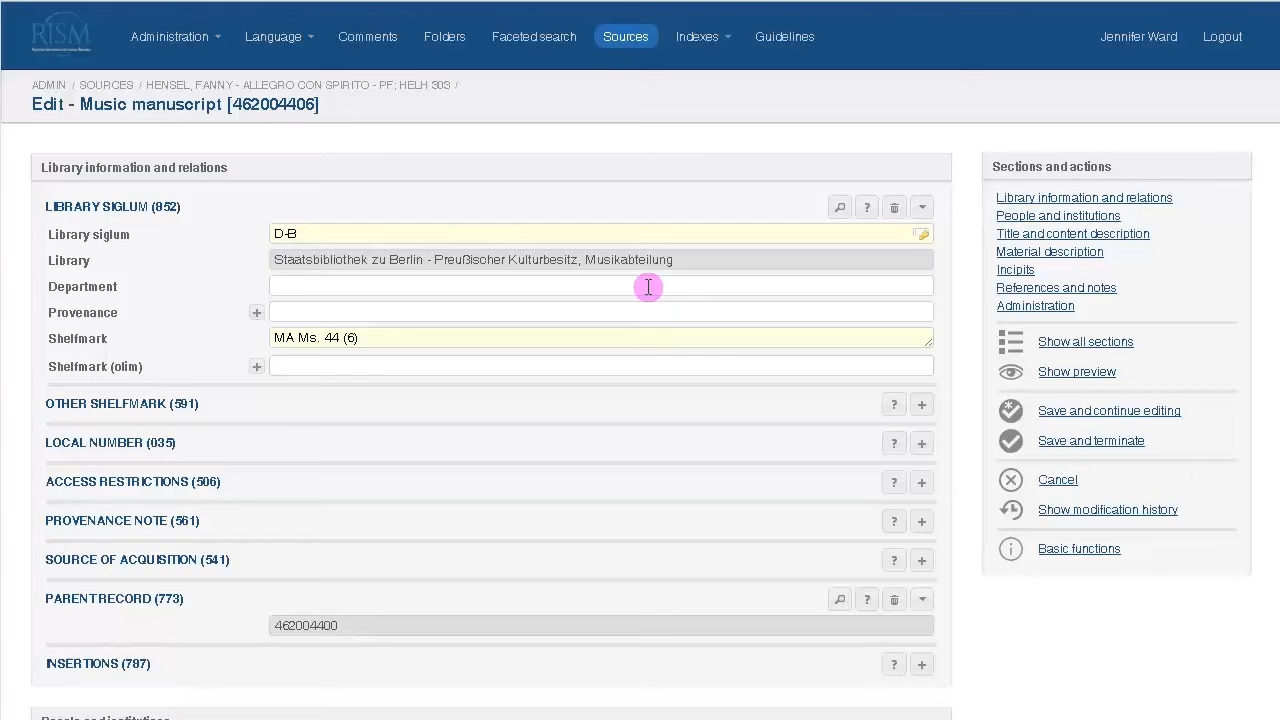 RISM
Administration
Language
Comments
Folders
Faceted search
Sources
Indexes
Guidelines
Jennifer Ward
Logout
ADMIN / SOURCES / HENSEL, FANNY - ALLEGRO CON SPIRITO - PF; HELH 303 /
Edit - Music manuscript [462004406]
Library information and relations
LIBRARY SIGLUM (852)
?
Library siglum
D-B
Library
Staatsbibliothek zu Berlin - Preußischer Kulturbesitz, Musikabteilung
Department
Provenance
+
Shelfmark
MA Ms. 44 (6)
Shelfmark (olim)
+
OTHER SHELFMARK (591)
? +
LOCAL NUMBER (035)
? +
ACCESS RESTRICTIONS (506)
? +
PROVENANCE NOTE (561)
? +
SOURCE OF ACQUISITION (541)
? +
PARENT RECORD (773)
?
462004400
INSERTIONS (787)
? +
People and institutions
Sections and actions
Library information and relations
People and institutions
Title and content description
Material description
Incipits
References and notes
Administration
Show all sections
Show preview
Save and continue editing
Save and terminate
Cancel
Show modification history
Basic functions